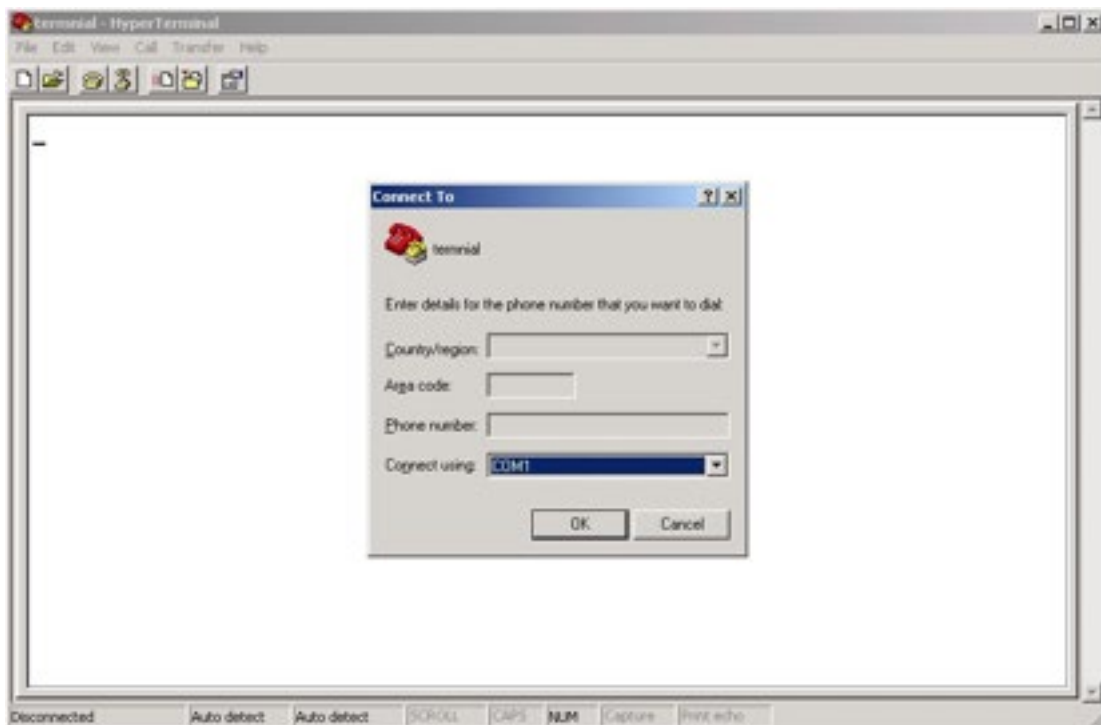 termnial - HyperTerminal
File Edit View Call Transfer Help
Connect To
termnial
Enter details for the phone number that you want to dial:
Country/region:
Area code:
Phone number:
Connect using: COM1
OK Cancel
Disconnected Auto detect Auto detect SCROLL CAPS NUM Capture Print echo